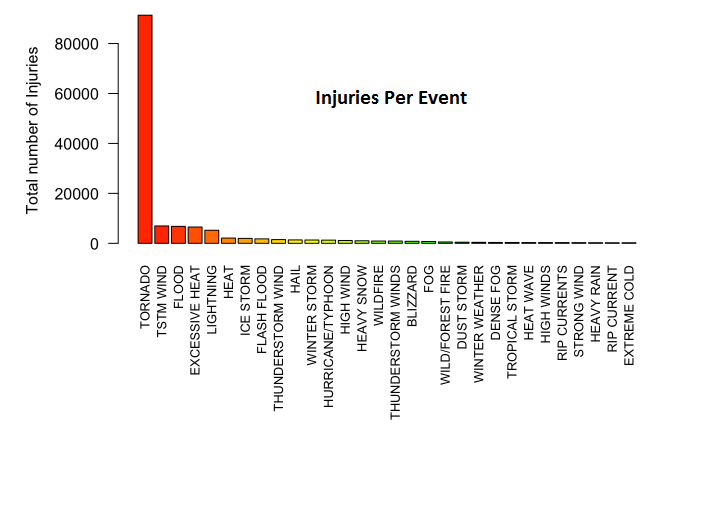 Injuries Per Event
Total number of Injuries
80000
60000
40000
20000
0
TORNADO
TSTM WIND
FLOOD
EXCESSIVE HEAT
LIGHTNING
HEAT
ICE STORM
FLASH FLOOD
THUNDERSTORM WIND
HAIL
WINTER STORM
HURRICANE/TYPHOON
HIGH WIND
HEAVY SNOW
WILDFIRE
THUNDERSTORM WINDS
BLIZZARD
FOG
WILD/FOREST FIRE
DUST STORM
WINTER WEATHER
DENSE FOG
TROPICAL STORM
HEAT WAVE
HIGH WINDS
RIP CURRENTS
STRONG WIND
HEAVY RAIN
RIP CURRENT
EXTREME COLD